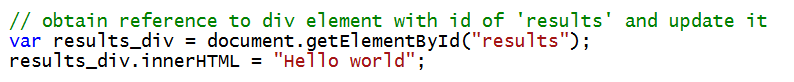 // obtain reference to div element with id of 'results' and update it
var results_div = document.getElementById("results");
results_div.innerHTML = "Hello world";